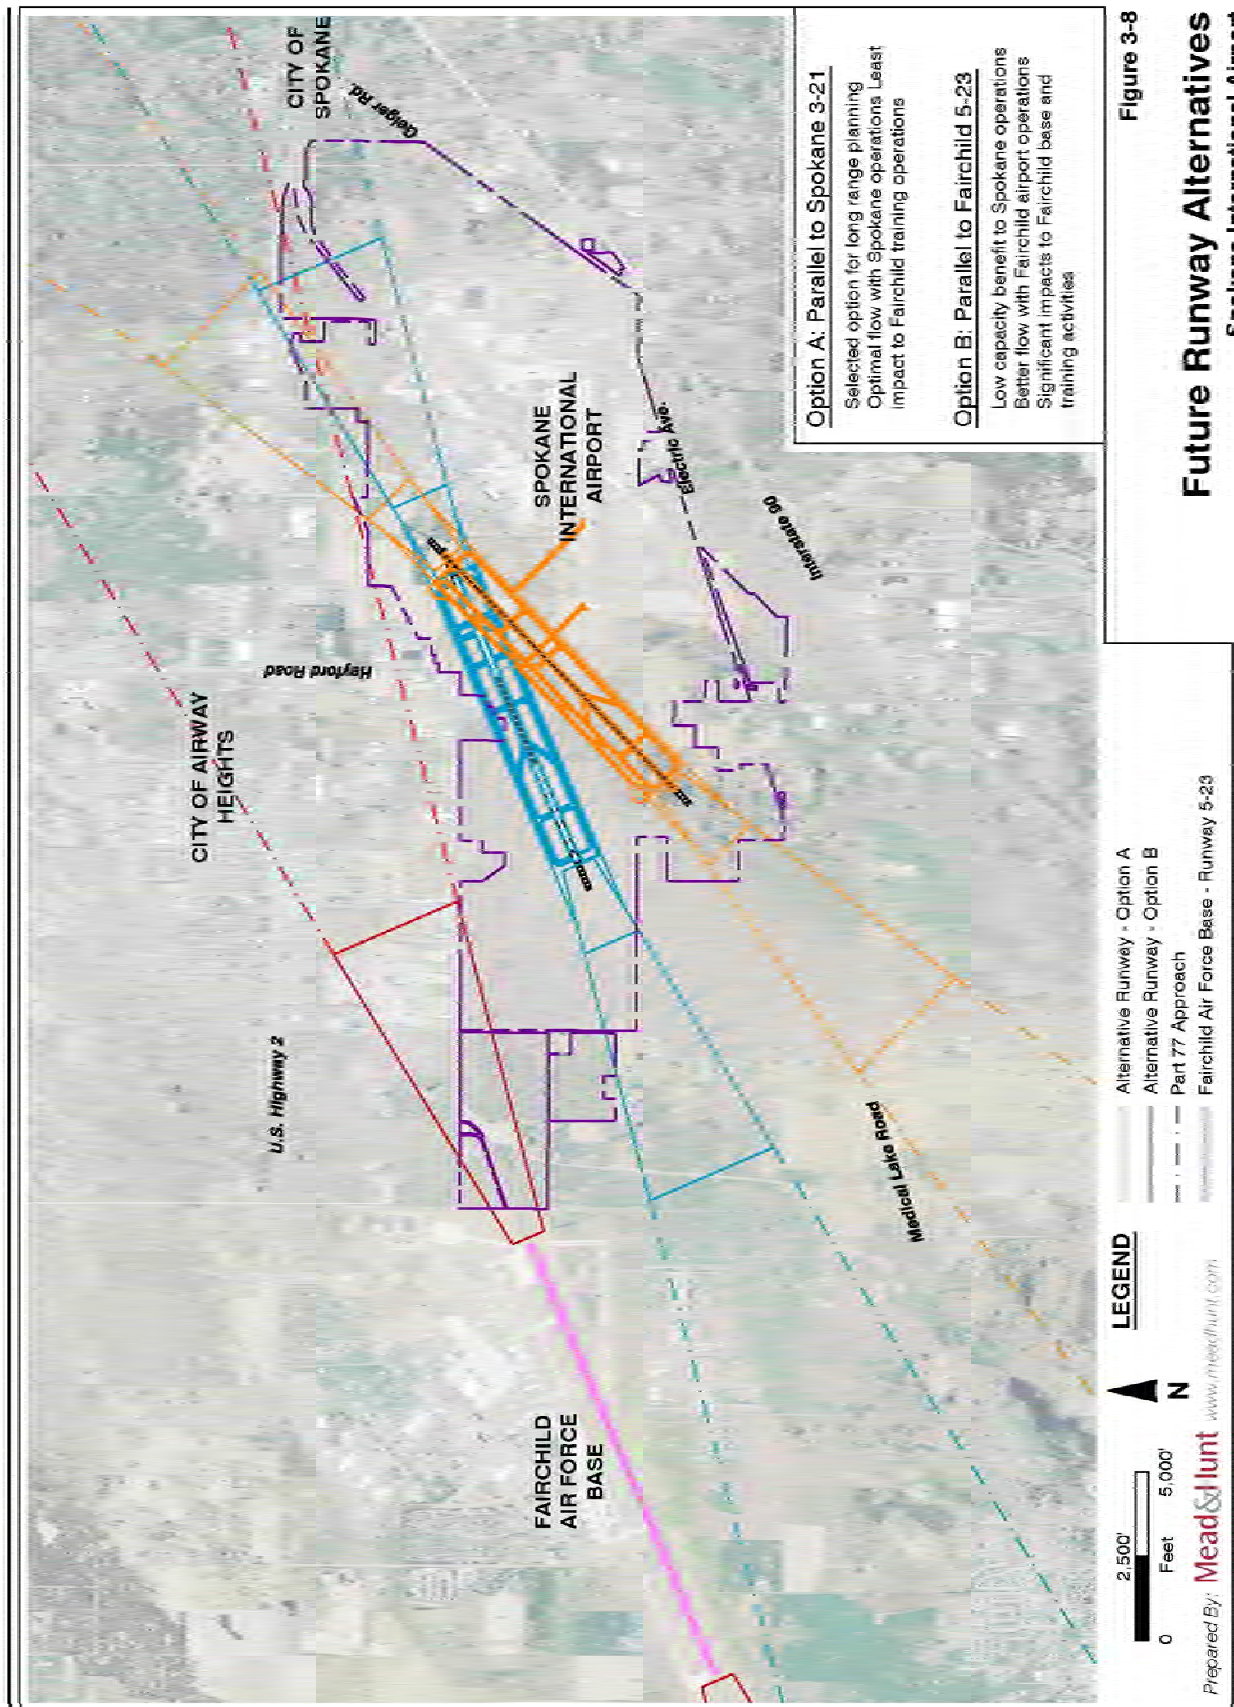 CITY OF
SPOKANE
Geiger Rd.
CITY OF AIRWAY
HEIGHTS
Hayford Road
U.S. Highway 2
SPOKANE
INTERNATIONAL
AIRPORT
Electric Ave.
Interstate 90
Medical Lake Road
FAIRCHILD
AIR FORCE
BASE
Option A: Parallel to Spokane 3-21
Selected option for long range planning
Optimal flow with Spokane operations Least
Impact to Fairchild training operations
Option B: Parallel to Fairchild 5-23
Low capacity benefit to Spokane operations
Better flow with Fairchild airport operations
Significant impacts to Fairchild base and
training activities
LEGEND
Alternative Runway - Option A
Alternative Runway - Option B
Part 77 Approach
Fairchild Air Force Base - Runway 5-23
N
2,500'
0 5,000'
Feet
Prepared By: Mead&Hunt www.meadhunt.com
Figure 3-8
Future Runway Alternatives
Spokane International Airport